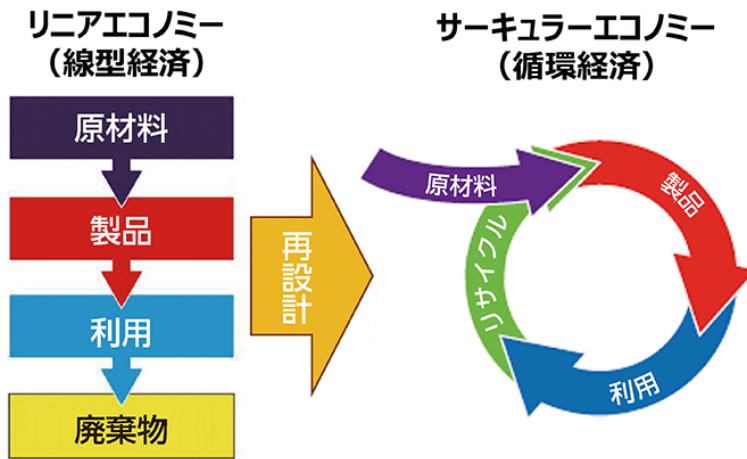 リニアエコノミー
（線型経済）
原材料
製品
利用
廃棄物
再設計
サーキュラーエコノミー
（循環経済）
原材料
製品
利用
リサイクル